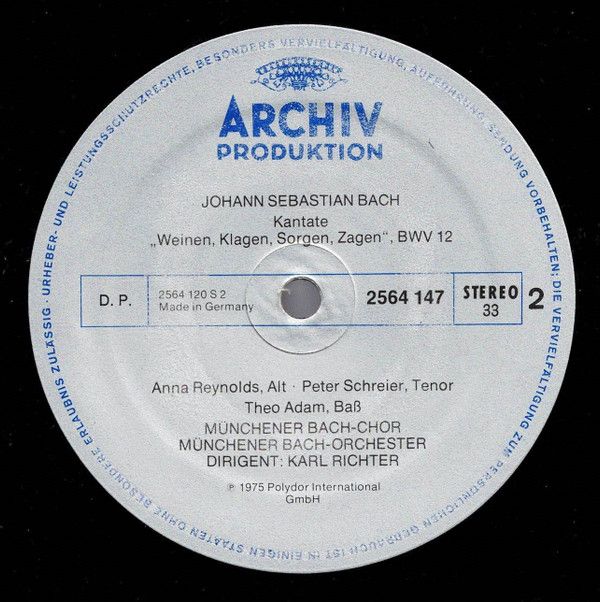 ARCHIV
PRODUKTION
JOHANN SEBASTIAN BACH
Kantate
„Weinen, Klagen, Sorgen, Zagen“, BWV 12
D. P.
2564 120 S 2
Made in Germany
2564 147
STEREO
33
2
Anna Reynolds, Alt · Peter Schreier, Tenor
Theo Adam, Baß
MÜNCHENER BACH-CHOR
MÜNCHENER BACH-ORCHESTER
DIRIGENT: KARL RICHTER
℗ 1975 Polydor International
GmbH
URHEBER- UND LEISTUNGSSCHUTZRECHTE, BESONDERS VERVIELFÄLTIGUNG, AUFFÜHRUNG, SENDUNG VORBEHALTEN; DIE VERVIELFÄLTIGUNG ZUM PERSÖNLICHEN GEBRAUCH IST IN EINIGEN STAATEN OHNE BESONDERE ERLAUBNIS ZULÄSSIG ·